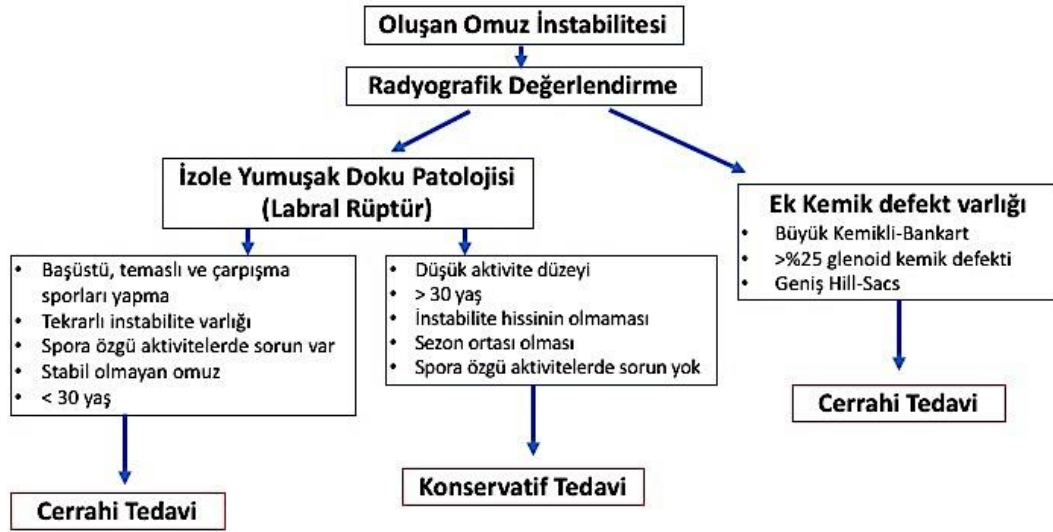 Oluşan Omuz İnstabilitesi
Radyografik Değerlendirme
İzole Yumuşak Doku Patolojisi
(Labral Rüptür)
• Başüstü, temaslı ve çarpışma
sporları yapma
• Tekrarlı instabilite varlığı
• Spora özgü aktivitelerde sorun var
• Stabil olmayan omuz
• < 30 yaş
Cerrahi Tedavi
• Düşük aktivite düzeyi
• > 30 yaş
• İnstabilite hissinin olmaması
• Sezon ortası olması
• Spora özgü aktivitelerde sorun yok
Konservatif Tedavi
Ek Kemik defekt varlığı
• Büyük Kemikli-Bankart
• >%25 glenoid kemik defekti
• Geniş Hill-Sacs
Cerrahi Tedavi